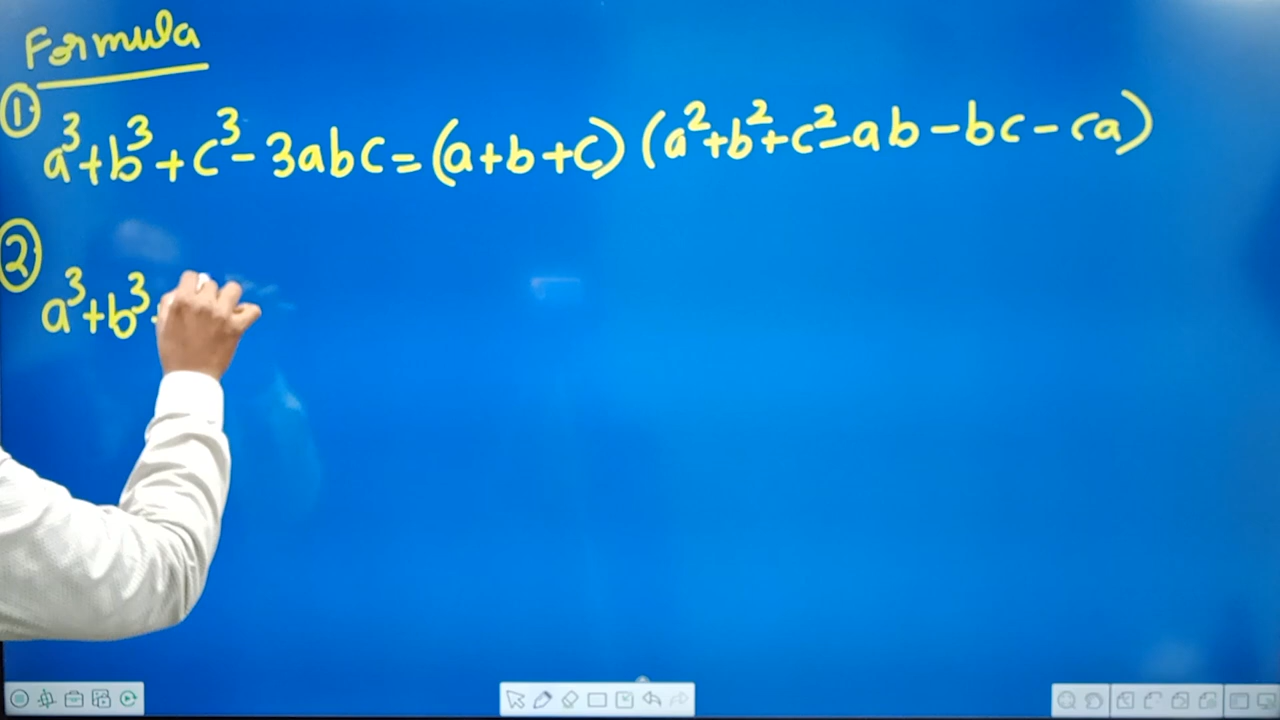 Formula
① a³+b³+c³-3abc=(a+b+c)(a²+b²+c²-ab-bc-ca)
② a³+b³